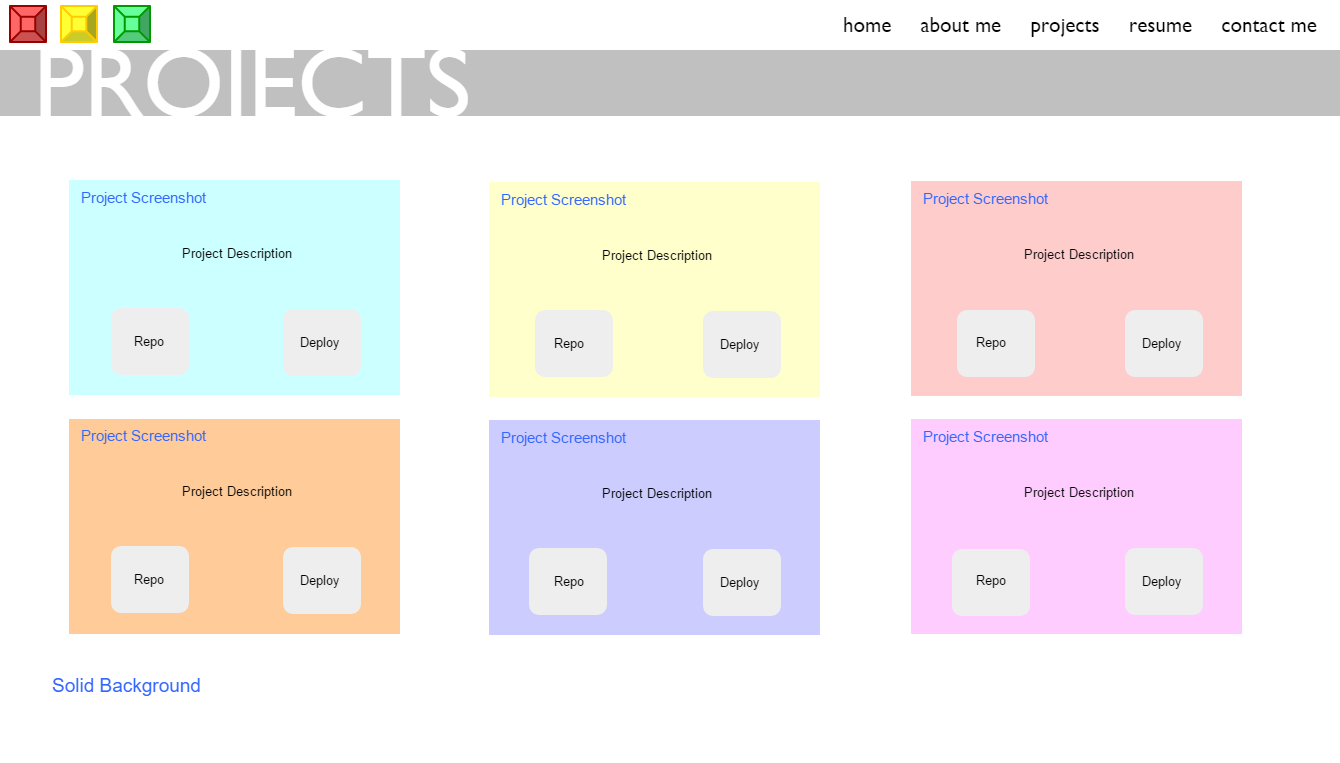 home about me projects resume contact me
PROJECTS
Project Screenshot Project Screenshot Project Screenshot
Project Description Project Description Project Description
Repo Deploy Repo Deploy Repo Deploy
Project Screenshot Project Screenshot Project Screenshot
Project Description Project Description Project Description
Repo Deploy Repo Deploy Repo Deploy
Solid Background